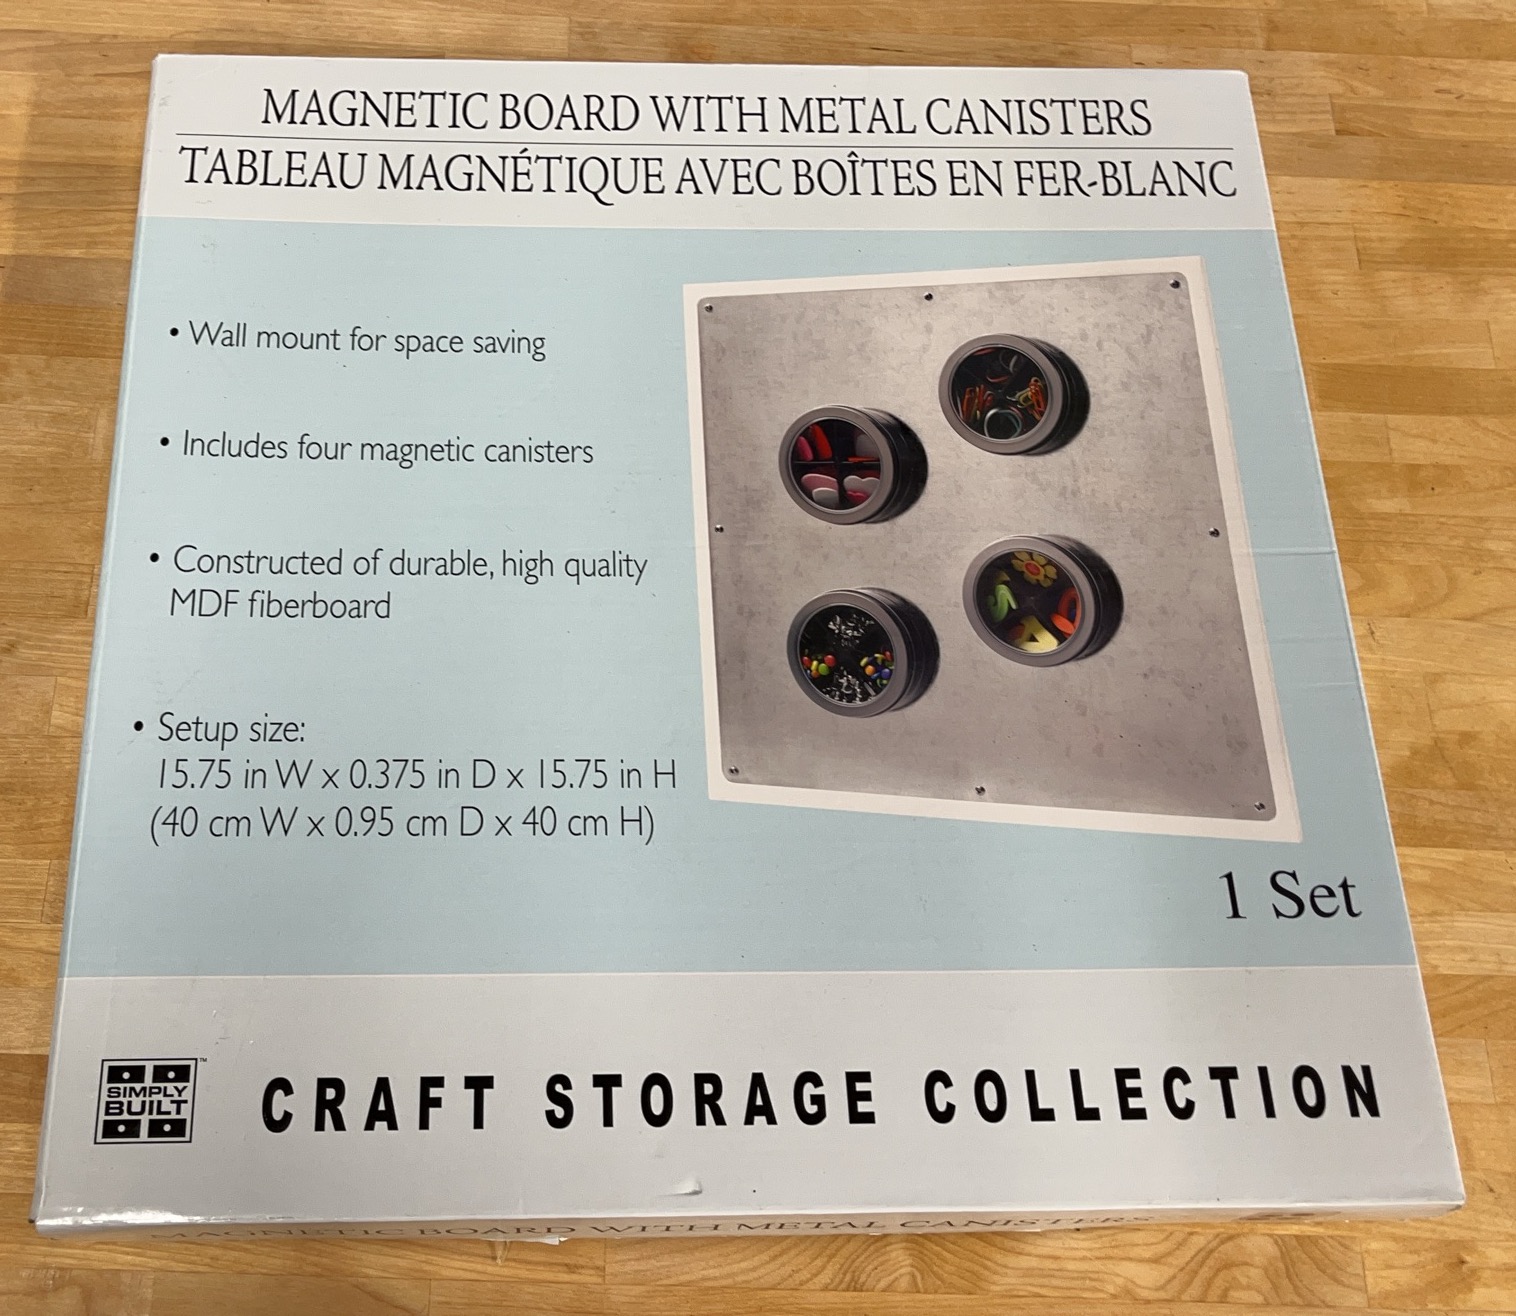 MAGNETIC BOARD WITH METAL CANISTERS
TABLEAU MAGNÉTIQUE AVEC BOÎTES EN FER-BLANC
• Wall mount for space saving
• Includes four magnetic canisters
• Constructed of durable, high quality
MDF fiberboard
• Setup size:
15.75 in W x 0.375 in D x 15.75 in H
(40 cm W x 0.95 cm D x 40 cm H)
1 Set
SIMPLY
BUILT
™
CRAFT STORAGE COLLECTION
MAGNETIC BOARD WITH METAL CANISTERS